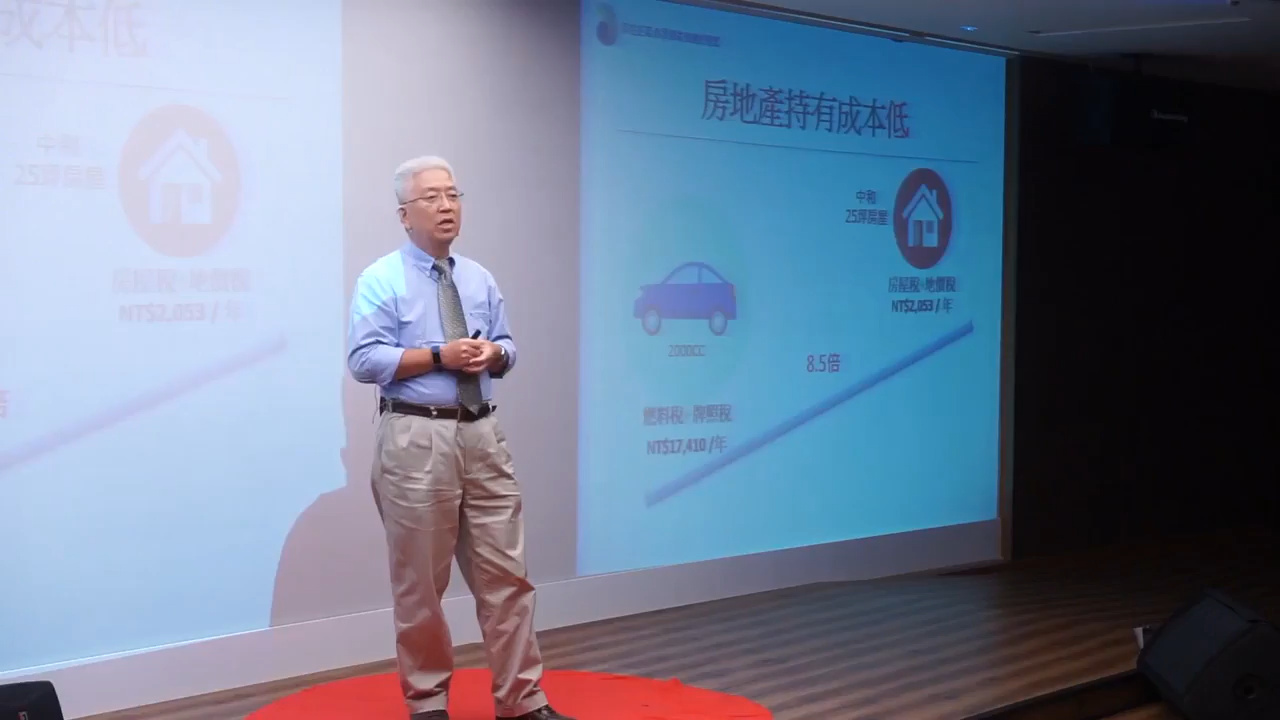 成本低
中和
25坪房屋
房屋稅+地價稅
NT$2,053 / 年
倍
房地產持有成本低
中和
25坪房屋
房屋稅+地價稅
NT$2,053 / 年
2000CC
8.5倍
燃料稅+牌照稅
NT$17,410 /年